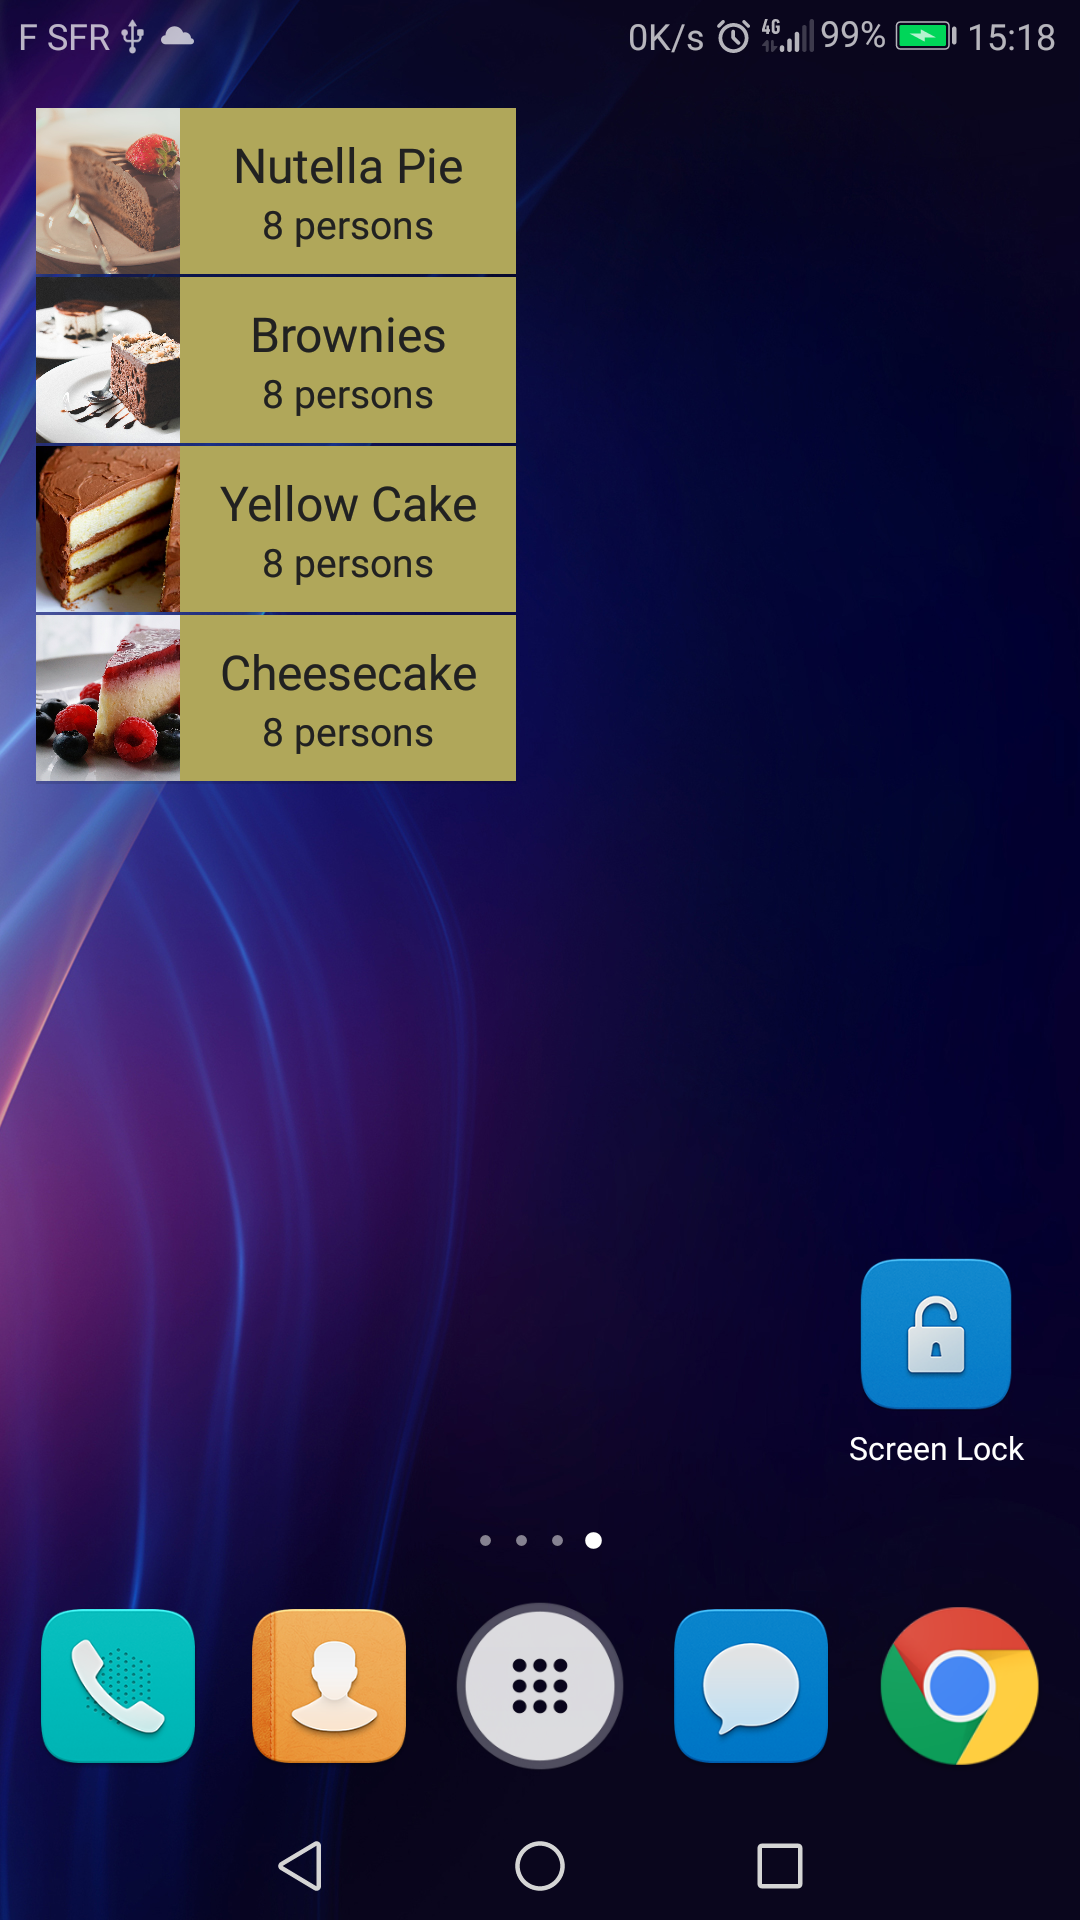 F SFR 0K/s 4G 99% 15:18
Nutella Pie
8 persons
Brownies
8 persons
Yellow Cake
8 persons
Cheesecake
8 persons
Screen Lock